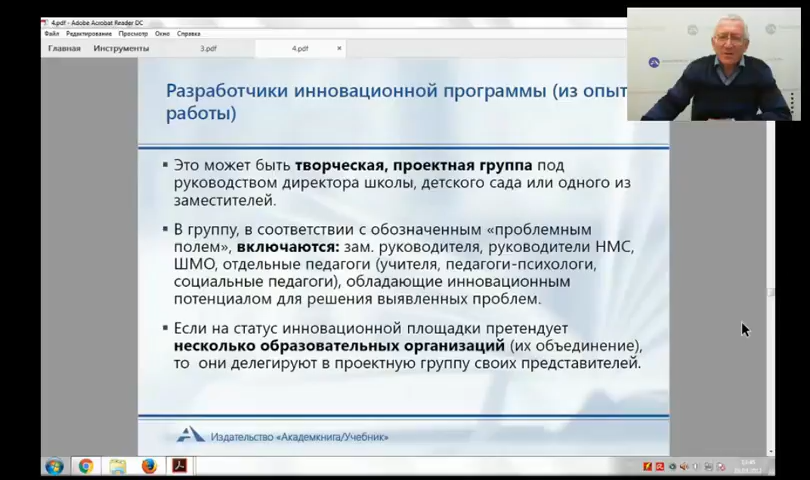 4.pdf - Adobe Acrobat Reader DC
Файл Редактирование Просмотр Окно Справка
Главная Инструменты 3.pdf 4.pdf ×
Разработчики инновационной программы (из опыт
работы)
▪ Это может быть творческая, проектная группа под
руководством директора школы, детского сада или одного из
заместителей.
▪ В группу, в соответствии с обозначенным «проблемным
полем», включаются: зам. руководителя, руководители НМС,
ШМО, отдельные педагоги (учителя, педагоги-психологи,
социальные педагоги), обладающие инновационным
потенциалом для решения выявленных проблем.
▪ Если на статус инновационной площадки претендует
несколько образовательных организаций (их объединение),
то они делегируют в проектную группу своих представителей.
Издательство «Академкнига/Учебник»